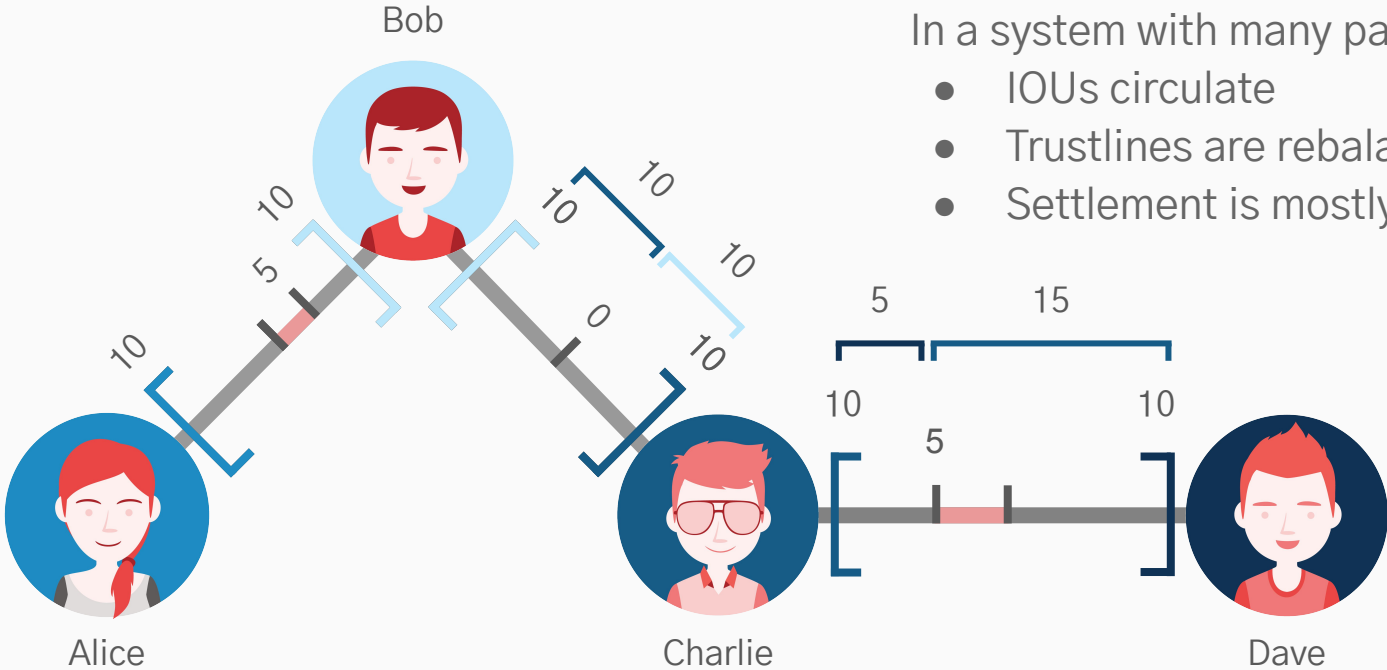 Bob
In a system with many pa
● IOUs circulate
● Trustlines are rebala
● Settlement is mostly
10
10
10
10
5
10
0
10
5
15
10
10
5
Alice
Charlie
Dave